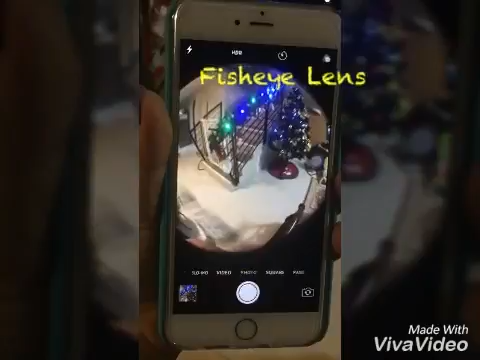 HDR
Fisheye Lens
SLO-MO VIDEO PHOTO SQUARE PANO
Made With
VivaVideo